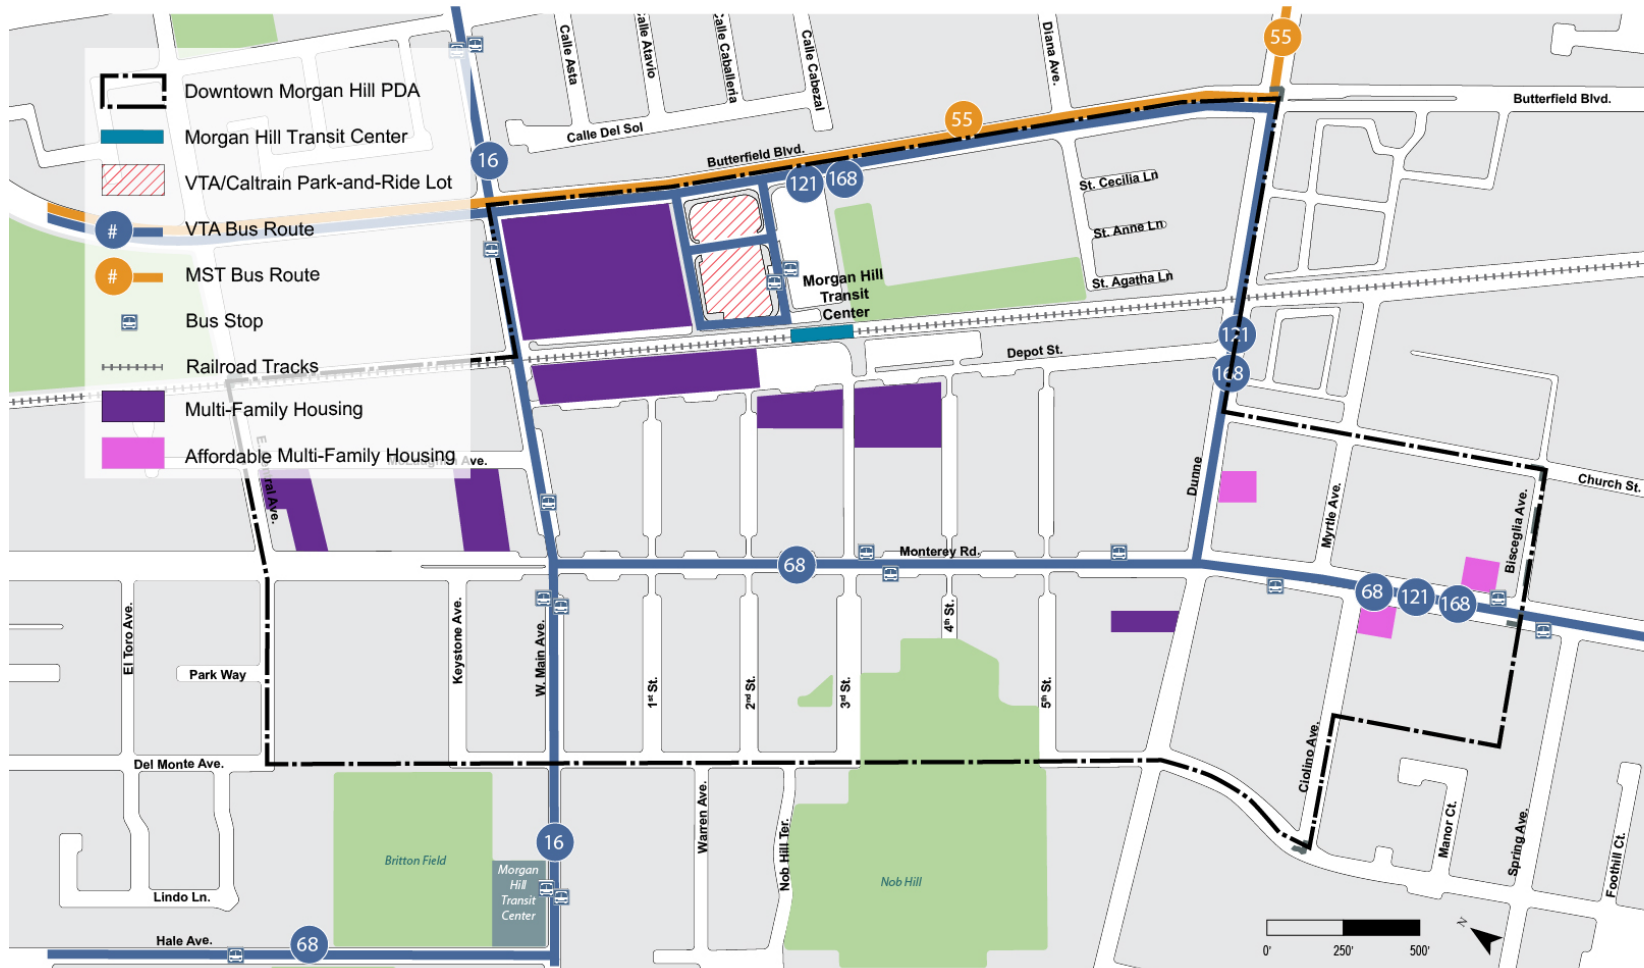 Downtown Morgan Hill PDA
Morgan Hill Transit Center
VTA/Caltrain Park-and-Ride Lot
# VTA Bus Route
# MST Bus Route
Bus Stop
Railroad Tracks
Multi-Family Housing
Affordable Multi-Family Housing
Calle Asta
Calle Atavio
Calle Caballeria
Calle Cabezal
Diana Ave.
55
Butterfield Blvd.
Calle Del Sol
55
Butterfield Blvd.
16
121
168
St. Cecilia Ln
St. Anne Ln
St. Agatha Ln
Morgan Hill
Transit
Center
121
168
Depot St.
Ave.
Dunne
Church St.
Myrtle Ave.
Bisceglia Ave.
Monterey Rd.
68
68
121
168
El Toro Ave.
Park Way
Keystone Ave.
W. Main Ave.
1st St.
2nd St.
3rd St.
4th St.
5th St.
Ciolino Ave.
Del Monte Ave.
Warren Ave.
Nob Hill Ter.
Manor Ct.
Spring Ave.
Foothill Ct.
16
Britton Field
Morgan
Hill
Transit
Center
Nob Hill
Lindo Ln.
Hale Ave.
68
N
0'
250'
500'